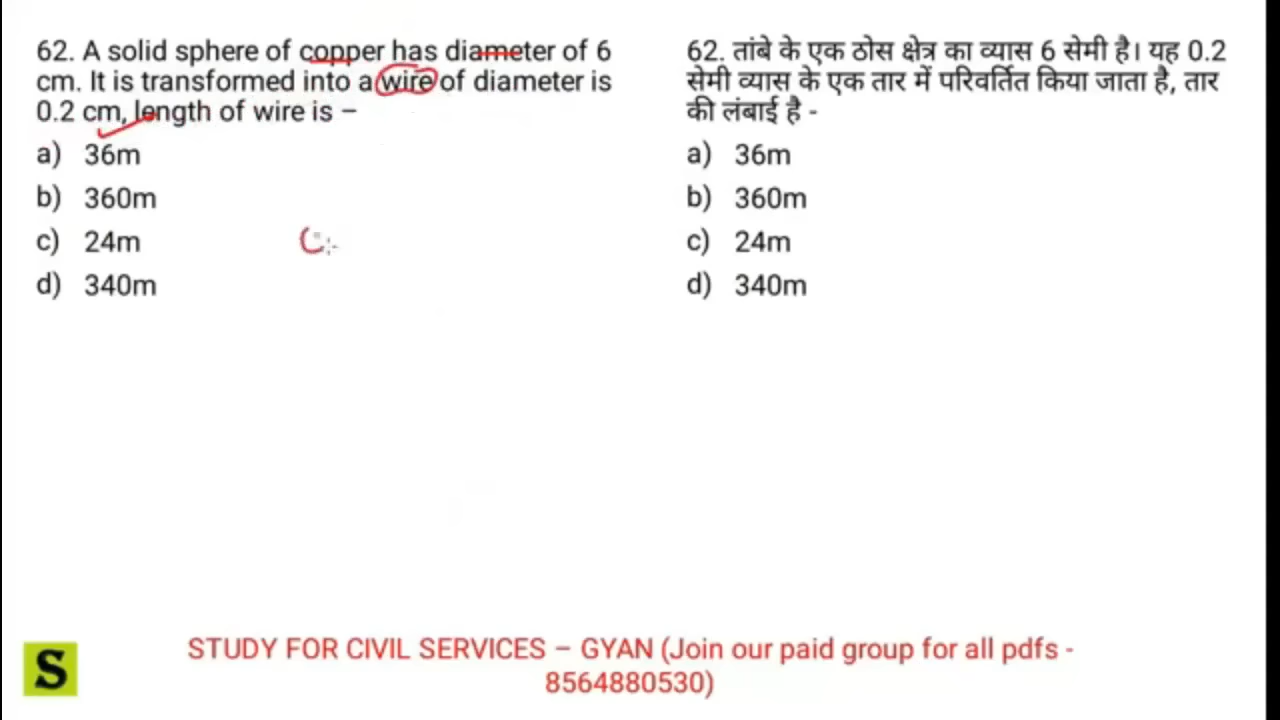 62. A solid sphere of copper has diameter of 6
cm. It is transformed into a wire of diameter is
0.2 cm, length of wire is –
a) 36m
b) 360m
c) 24m
d) 340m
62. तांबे के एक ठोस क्षेत्र का व्यास 6 सेमी है। यह 0.2
सेमी व्यास के एक तार में परिवर्तित किया जाता है, तार
की लंबाई है -
a) 36m
b) 360m
c) 24m
d) 340m
S
STUDY FOR CIVIL SERVICES – GYAN (Join our paid group for all pdfs -
8564880530)